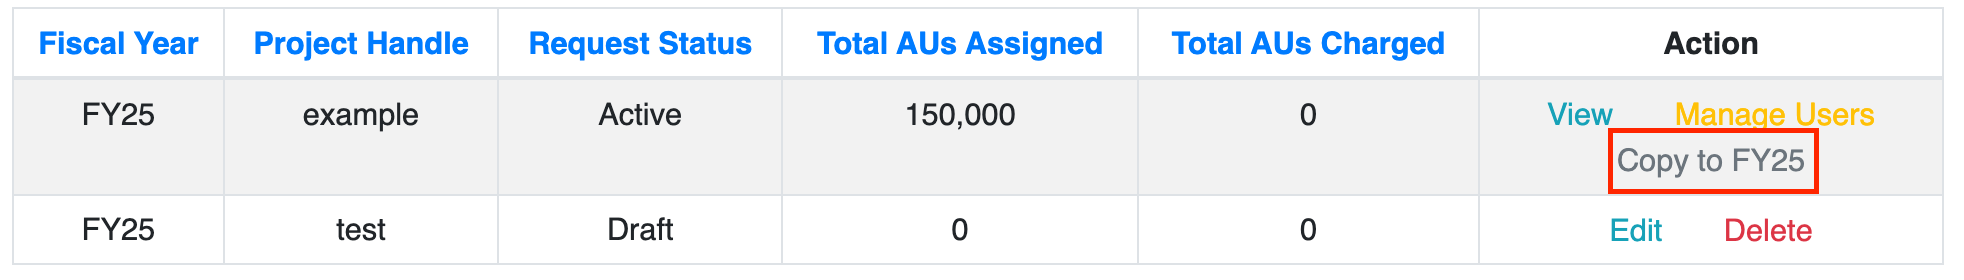 Fiscal Year Project Handle Request Status Total AUs Assigned Total AUs Charged Action
FY25 example Active 150,000 0 View Manage Users
Copy to FY25
FY25 test Draft 0 0 Edit Delete